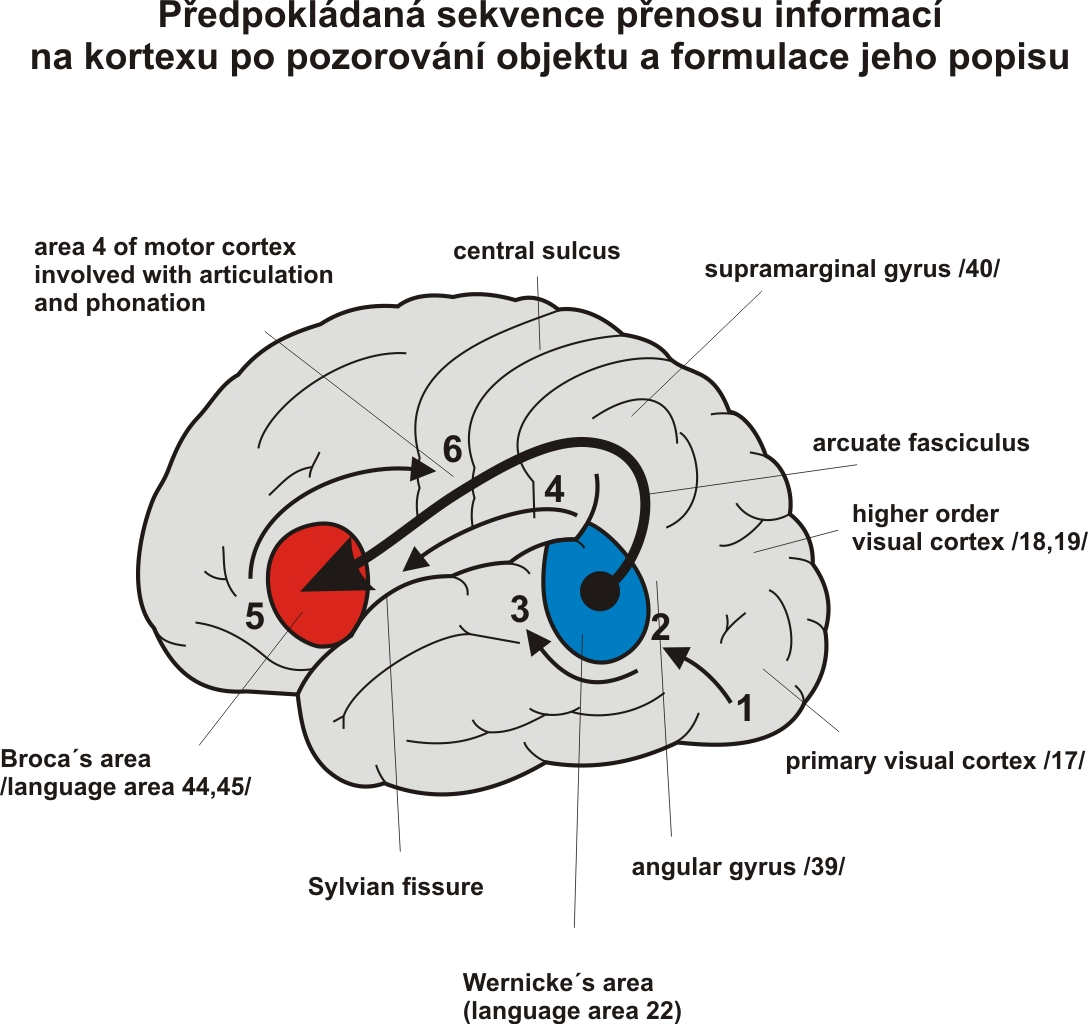 Předpokládaná sekvence přenosu informací
na kortexu po pozorování objektu a formulace jeho popisu
area 4 of motor cortex
involved with articulation
and phonation
central sulcus
supramarginal gyrus /40/
arcuate fasciculus
higher order
visual cortex /18,19/
6
4
5
3
2
1
Broca´s area
/language area 44,45/
primary visual cortex /17/
angular gyrus /39/
Sylvian fissure
Wernicke´s area
(language area 22)